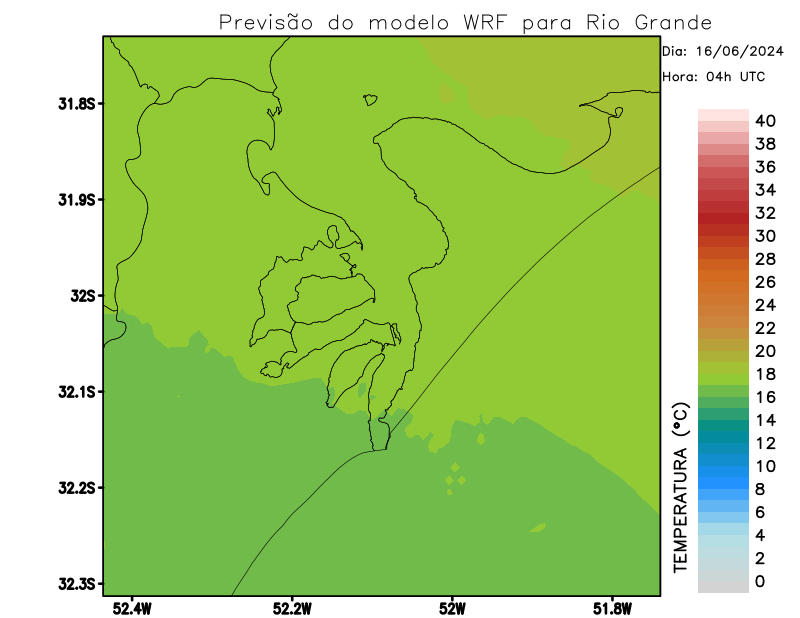 Previsão do modelo WRF para Rio Grande
Dia: 16/06/2024
Hora: 04h UTC
31.8S
31.9S
32S
32.1S
32.2S
32.3S
52.4W
52.2W
52W
51.8W
TEMPERATURA (°C)
40
38
36
34
32
30
28
26
24
22
20
18
16
14
12
10
8
6
4
2
0